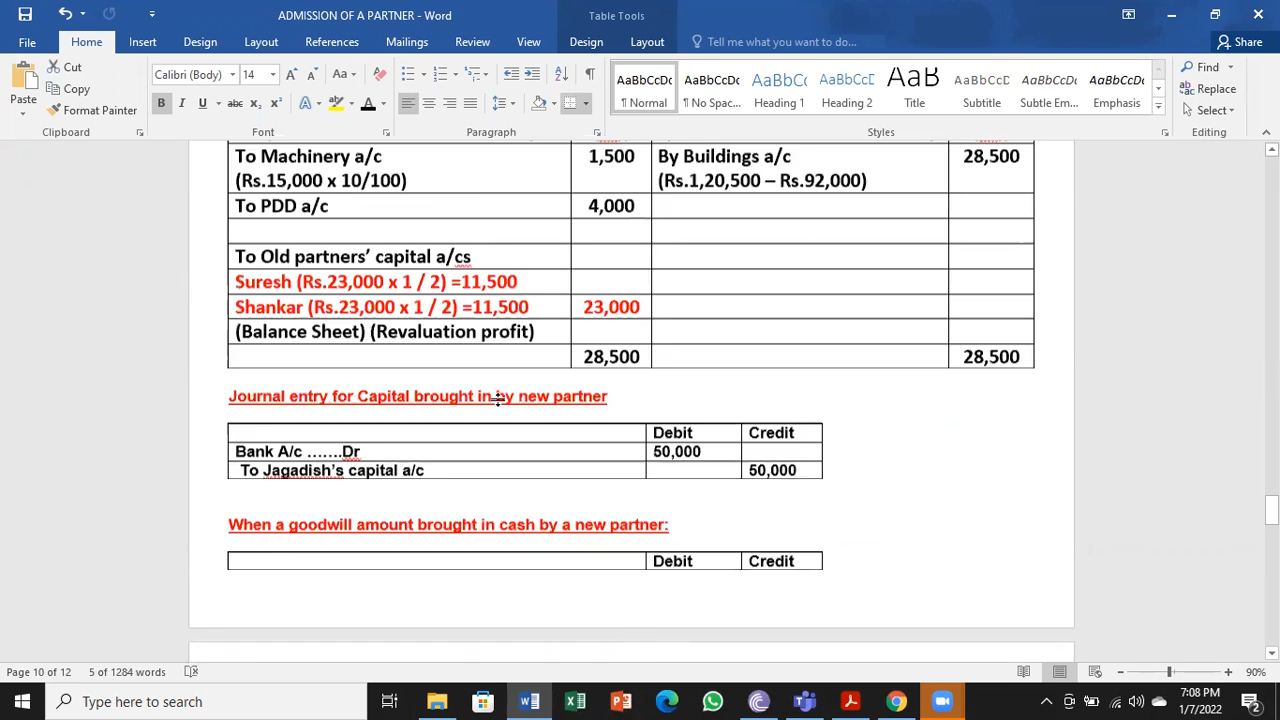 ADMISSION OF A PARTNER - Word
Table Tools
File
Home
Insert
Design
Layout
References
Mailings
Review
View
Design
Layout
Tell me what you want to do...
Share
Paste
Cut
Copy
Format Painter
Clipboard
Calibri (Body)
14
Font
Paragraph
AaBbCcDc
¶ Normal
AaBbCcDc
¶ No Spac...
AaBbCc
Heading 1
AaBbCcD
Heading 2
AaB
Title
AaBbCcD
Subtitle
AaBbCcDc
Subtle Em...
AaBbCcDc
Emphasis
Styles
Find
Replace
Select
Editing
To Machinery a/c 1,500 By Buildings a/c 28,500
(Rs.15,000 x 10/100) (Rs.1,20,500 – Rs.92,000)
To PDD a/c 4,000
To Old partners’ capital a/cs
Suresh (Rs.23,000 x 1 / 2) =11,500
Shankar (Rs.23,000 x 1 / 2) =11,500 23,000
(Balance Sheet) (Revaluation profit)
28,500 28,500
Journal entry for Capital brought in by new partner
Debit Credit
Bank A/c …….Dr 50,000
To Jagadish’s capital a/c 50,000
When a goodwill amount brought in cash by a new partner:
Debit Credit
Page 10 of 12 5 of 1284 words 90%
Type here to search
7:08 PM
1/7/2022
2